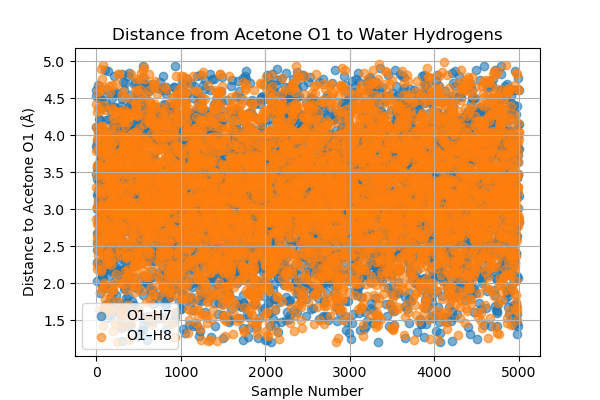 Distance from Acetone O1 to Water Hydrogens
Distance to Acetone O1 (Å)
5.0
4.5
4.0
3.5
3.0
2.5
2.0
1.5
O1–H7
O1–H8
0 1000 2000 3000 4000 5000
Sample Number